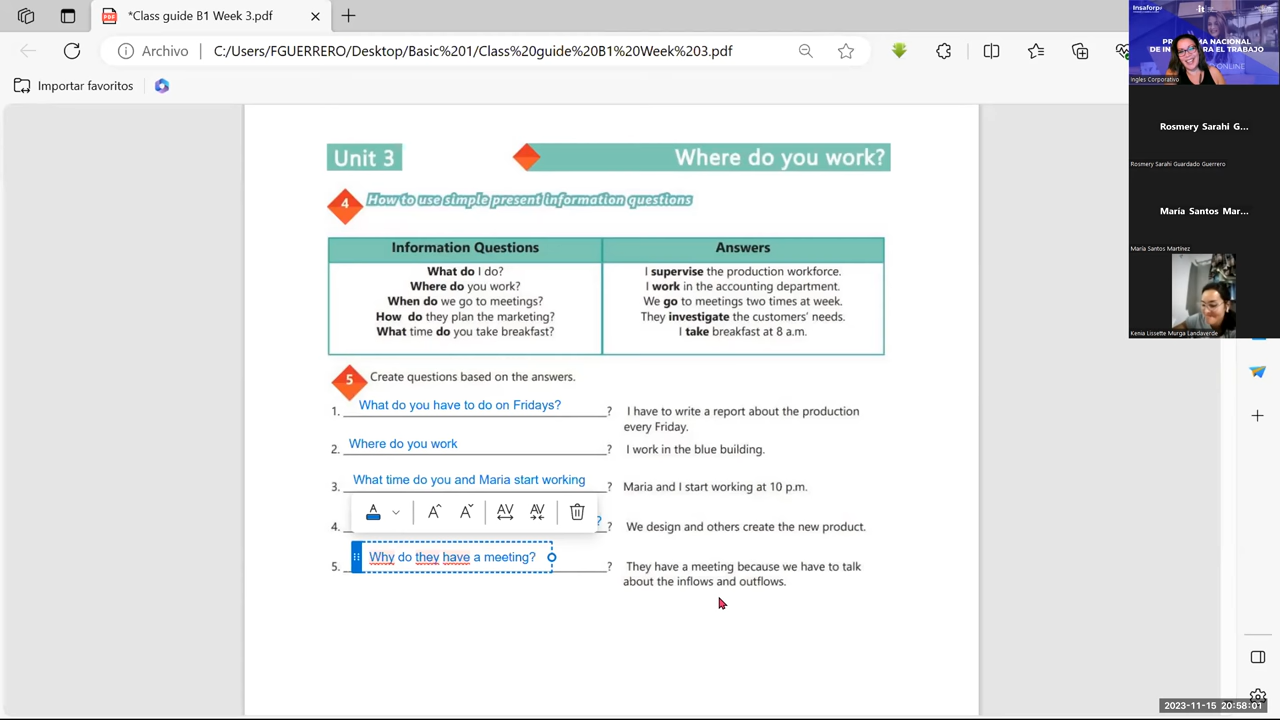 *Class guide B1 Week 3.pdf
Archivo
C:/Users/FGUERRERO/Desktop/Basic%201/Class%20guide%20B1%20Week%203.pdf
Importar favoritos
Insaforp
ONLINE
Ingles Corporativo
Rosmery Sarahi G...
Rosmery Sarahi Guardado Guerrero
María Santos Mar...
María Santos Martínez
Kenia Lissette Murga Landaverde
Unit 3
Where do you work?
4 How to use simple present information questions
Information Questions Answers
What do I do? I supervise the production workforce.
Where do you work? I work in the accounting department.
When do we go to meetings? We go to meetings two times at week.
How do they plan the marketing? They investigate the customers' needs.
What time do you take breakfast? I take breakfast at 8 a.m.
5 Create questions based on the answers.
1. What do you have to do on Fridays? ? I have to write a report about the production
every Friday.
2. Where do you work ? I work in the blue building.
3. What time do you and Maria start working ? Maria and I start working at 10 p.m.
4. ? ? We design and others create the new product.
5. Why do they have a meeting? ? They have a meeting because we have to talk
about the inflows and outflows.
2023-11-15 20:58:01